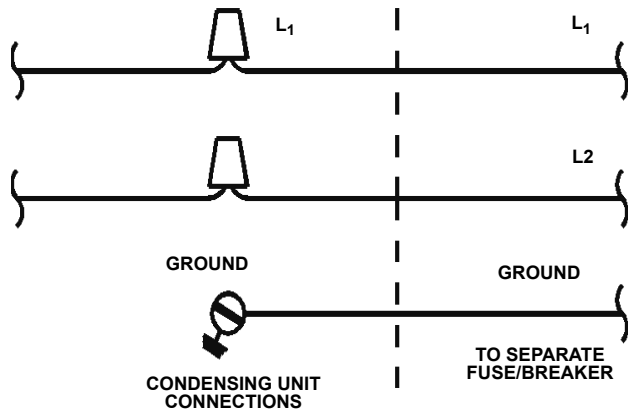 L1
L1
L2
GROUND
GROUND
CONDENSING UNIT
CONNECTIONS
TO SEPARATE
FUSE/BREAKER